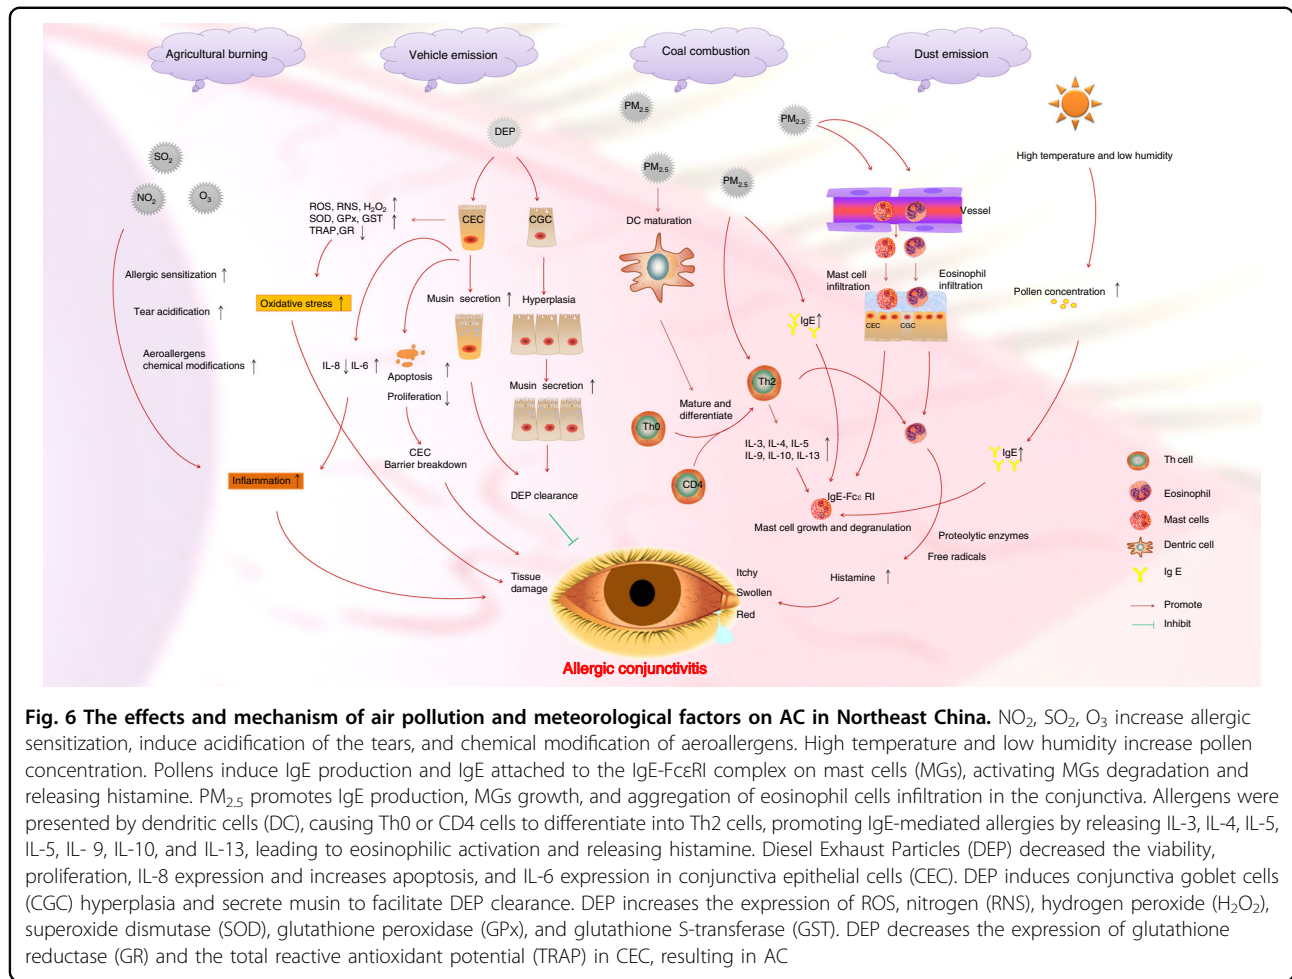 Agricultural burning
Vehicle emission
Coal combustion
Dust emission
SO2
NO2
O3
DEP
PM2.5
PM2.5
PM2.5
PM2.5
High temperature and low humidity
ROS, RNS, H2O2 ↑
SOD, GPx, GST ↑
TRAP,GR ↓
CEC
CGC
DC maturation
Vessel
Allergic sensitization ↑
Tear acidification ↑
Aeroallergens
chemical modifications ↑
Oxidative stress ↑
Musin secretion ↑
Hyperplasia
Mast cell
infiltration
Eosinophil
infiltration
CEC
CGC
Pollen concentration ↑
IgE ↑
IL-8 ↓ IL-6 ↑
Apoptosis ↑
Proliferation ↓
Musin secretion ↑
Th2
Mature and
differentiate
Th0
CD4
IL-3, IL-4, IL-5
IL-9, IL-10, IL-13 ↑
CEC
Barrier breakdown
Inflammation ↑
DEP clearance
IgE-Fcε RI
Mast cell growth and degranulation
IgE ↑
Proteolytic enzymes
Free radicals
Histamine ↑
Tissue
damage
Itchy
Swollen
Red
Allergic conjunctivitis
Th cell
Eosinophil
Mast cells
Dentric cell
Ig E
Promote
Inhibit
Fig. 6 The effects and mechanism of air pollution and meteorological factors on AC in Northeast China. NO2, SO2, O3 increase allergic
sensitization, induce acidification of the tears, and chemical modification of aeroallergens. High temperature and low humidity increase pollen
concentration. Pollens induce IgE production and IgE attached to the IgE-FcεRI complex on mast cells (MGs), activating MGs degradation and
releasing histamine. PM2.5 promotes IgE production, MGs growth, and aggregation of eosinophil cells infiltration in the conjunctiva. Allergens were
presented by dendritic cells (DC), causing Th0 or CD4 cells to differentiate into Th2 cells, promoting IgE-mediated allergies by releasing IL-3, IL-4, IL-5,
IL-5, IL- 9, IL-10, and IL-13, leading to eosinophilic activation and releasing histamine. Diesel Exhaust Particles (DEP) decreased the viability,
proliferation, IL-8 expression and increases apoptosis, and IL-6 expression in conjunctiva epithelial cells (CEC). DEP induces conjunctiva goblet cells
(CGC) hyperplasia and secrete musin to facilitate DEP clearance. DEP increases the expression of ROS, nitrogen (RNS), hydrogen peroxide (H2O2),
superoxide dismutase (SOD), glutathione peroxidase (GPx), and glutathione S-transferase (GST). DEP decreases the expression of glutathione
reductase (GR) and the total reactive antioxidant potential (TRAP) in CEC, resulting in AC